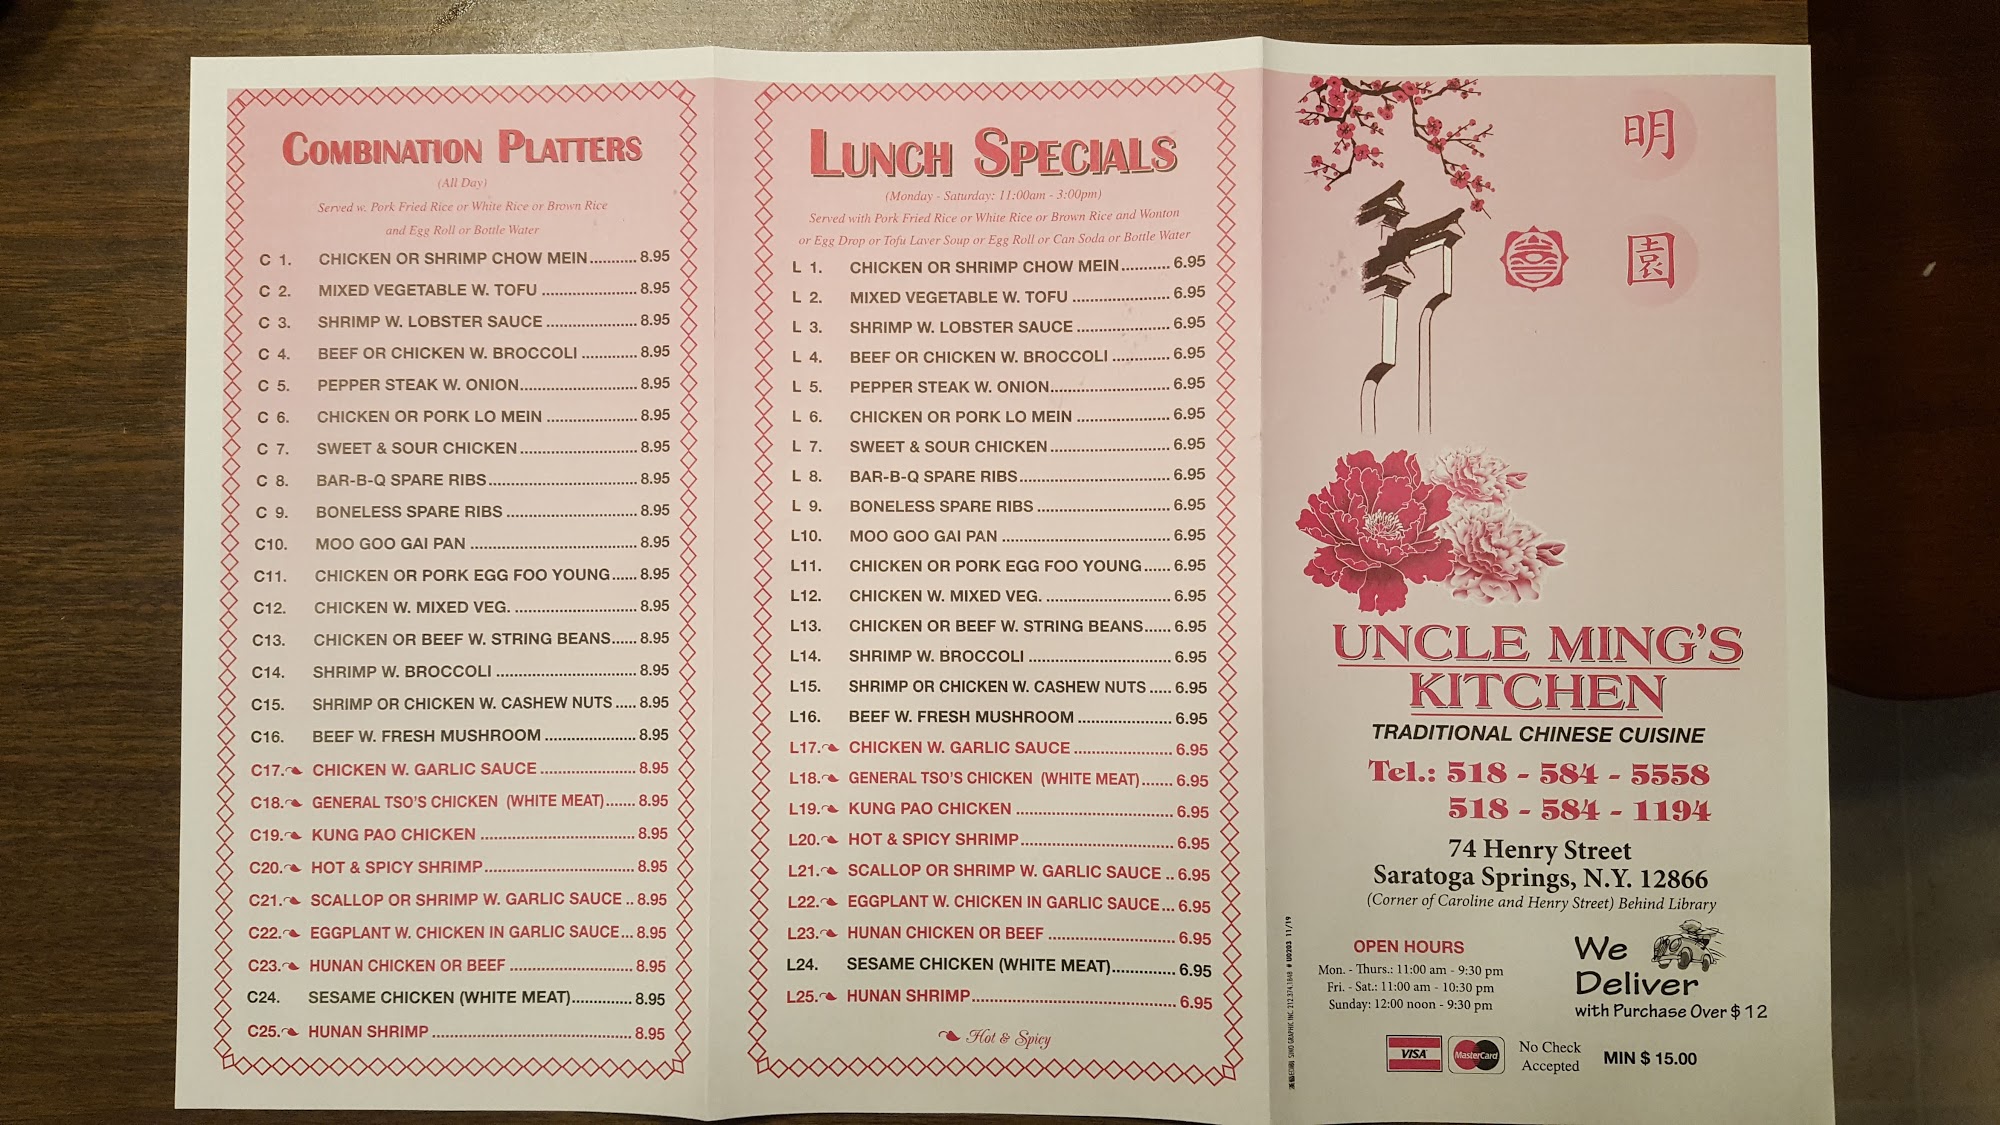 COMBINATION PLATTERS
(All Day)
Served w. Pork Fried Rice or White Rice or Brown Rice
and Egg Roll or Bottle Water
C 1. CHICKEN OR SHRIMP CHOW MEIN........... 8.95
C 2. MIXED VEGETABLE W. TOFU ...................... 8.95
C 3. SHRIMP W. LOBSTER SAUCE ..................... 8.95
C 4. BEEF OR CHICKEN W. BROCCOLI ............. 8.95
C 5. PEPPER STEAK W. ONION........................... 8.95
C 6. CHICKEN OR PORK LO MEIN ..................... 8.95
C 7. SWEET & SOUR CHICKEN ........................... 8.95
C 8. BAR-B-Q SPARE RIBS................................... 8.95
C 9. BONELESS SPARE RIBS .............................. 8.95
C10. MOO GOO GAI PAN ....................................... 8.95
C11. CHICKEN OR PORK EGG FOO YOUNG...... 8.95
C12. CHICKEN W. MIXED VEG. ............................ 8.95
C13. CHICKEN OR BEEF W. STRING BEANS...... 8.95
C14. SHRIMP W. BROCCOLI ................................. 8.95
C15. SHRIMP OR CHICKEN W. CASHEW NUTS ..... 8.95
C16. BEEF W. FRESH MUSHROOM ..................... 8.95
C17. CHICKEN W. GARLIC SAUCE ...................... 8.95
C18. GENERAL TSO'S CHICKEN (WHITE MEAT)....... 8.95
C19. KUNG PAO CHICKEN .................................... 8.95
C20. HOT & SPICY SHRIMP................................... 8.95
C21. SCALLOP OR SHRIMP W. GARLIC SAUCE .. 8.95
C22. EGGPLANT W. CHICKEN IN GARLIC SAUCE... 8.95
C23. HUNAN CHICKEN OR BEEF ............................. 8.95
C24. SESAME CHICKEN (WHITE MEAT).............. 8.95
C25. HUNAN SHRIMP ............................................... 8.95
LUNCH SPECIALS
(Monday - Saturday: 11:00am - 3:00pm)
Served with Pork Fried Rice or White Rice or Brown Rice and Wonton
or Egg Drop or Tofu Laver Soup or Egg Roll or Can Soda or Bottle Water
L 1. CHICKEN OR SHRIMP CHOW MEIN........... 6.95
L 2. MIXED VEGETABLE W. TOFU ...................... 6.95
L 3. SHRIMP W. LOBSTER SAUCE ..................... 6.95
L 4. BEEF OR CHICKEN W. BROCCOLI ............. 6.95
L 5. PEPPER STEAK W. ONION........................... 6.95
L 6. CHICKEN OR PORK LO MEIN ..................... 6.95
L 7. SWEET & SOUR CHICKEN ........................... 6.95
L 8. BAR-B-Q SPARE RIBS................................... 6.95
L 9. BONELESS SPARE RIBS .............................. 6.95
L10. MOO GOO GAI PAN ....................................... 6.95
L11. CHICKEN OR PORK EGG FOO YOUNG...... 6.95
L12. CHICKEN W. MIXED VEG. ............................ 6.95
L13. CHICKEN OR BEEF W. STRING BEANS...... 6.95
L14. SHRIMP W. BROCCOLI ................................. 6.95
L15. SHRIMP OR CHICKEN W. CASHEW NUTS ..... 6.95
L16. BEEF W. FRESH MUSHROOM ..................... 6.95
L17. CHICKEN W. GARLIC SAUCE ...................... 6.95
L18. GENERAL TSO'S CHICKEN (WHITE MEAT)....... 6.95
L19. KUNG PAO CHICKEN .................................... 6.95
L20. HOT & SPICY SHRIMP................................... 6.95
L21. SCALLOP OR SHRIMP W. GARLIC SAUCE .. 6.95
L22. EGGPLANT W. CHICKEN IN GARLIC SAUCE... 6.95
L23. HUNAN CHICKEN OR BEEF ............................. 6.95
L24. SESAME CHICKEN (WHITE MEAT).............. 6.95
L25. HUNAN SHRIMP............................................... 6.95
Hot & Spicy
明
園
UNCLE MING'S
KITCHEN
TRADITIONAL CHINESE CUISINE
Tel.: 518 - 584 - 5558
518 - 584 - 1194
74 Henry Street
Saratoga Springs, N.Y. 12866
(Corner of Caroline and Henry Street) Behind Library
OPEN HOURS
Mon. - Thurs.: 11:00 am - 9:30 pm
Fri. - Sat.: 11:00 am - 10:30 pm
Sunday: 12:00 noon - 9:30 pm
We
Deliver
with Purchase Over $ 12
VISA MasterCard
No Check
Accepted
MIN $ 15.00
GRAPHIC INC. 212.374.1848 # U0203 11/19